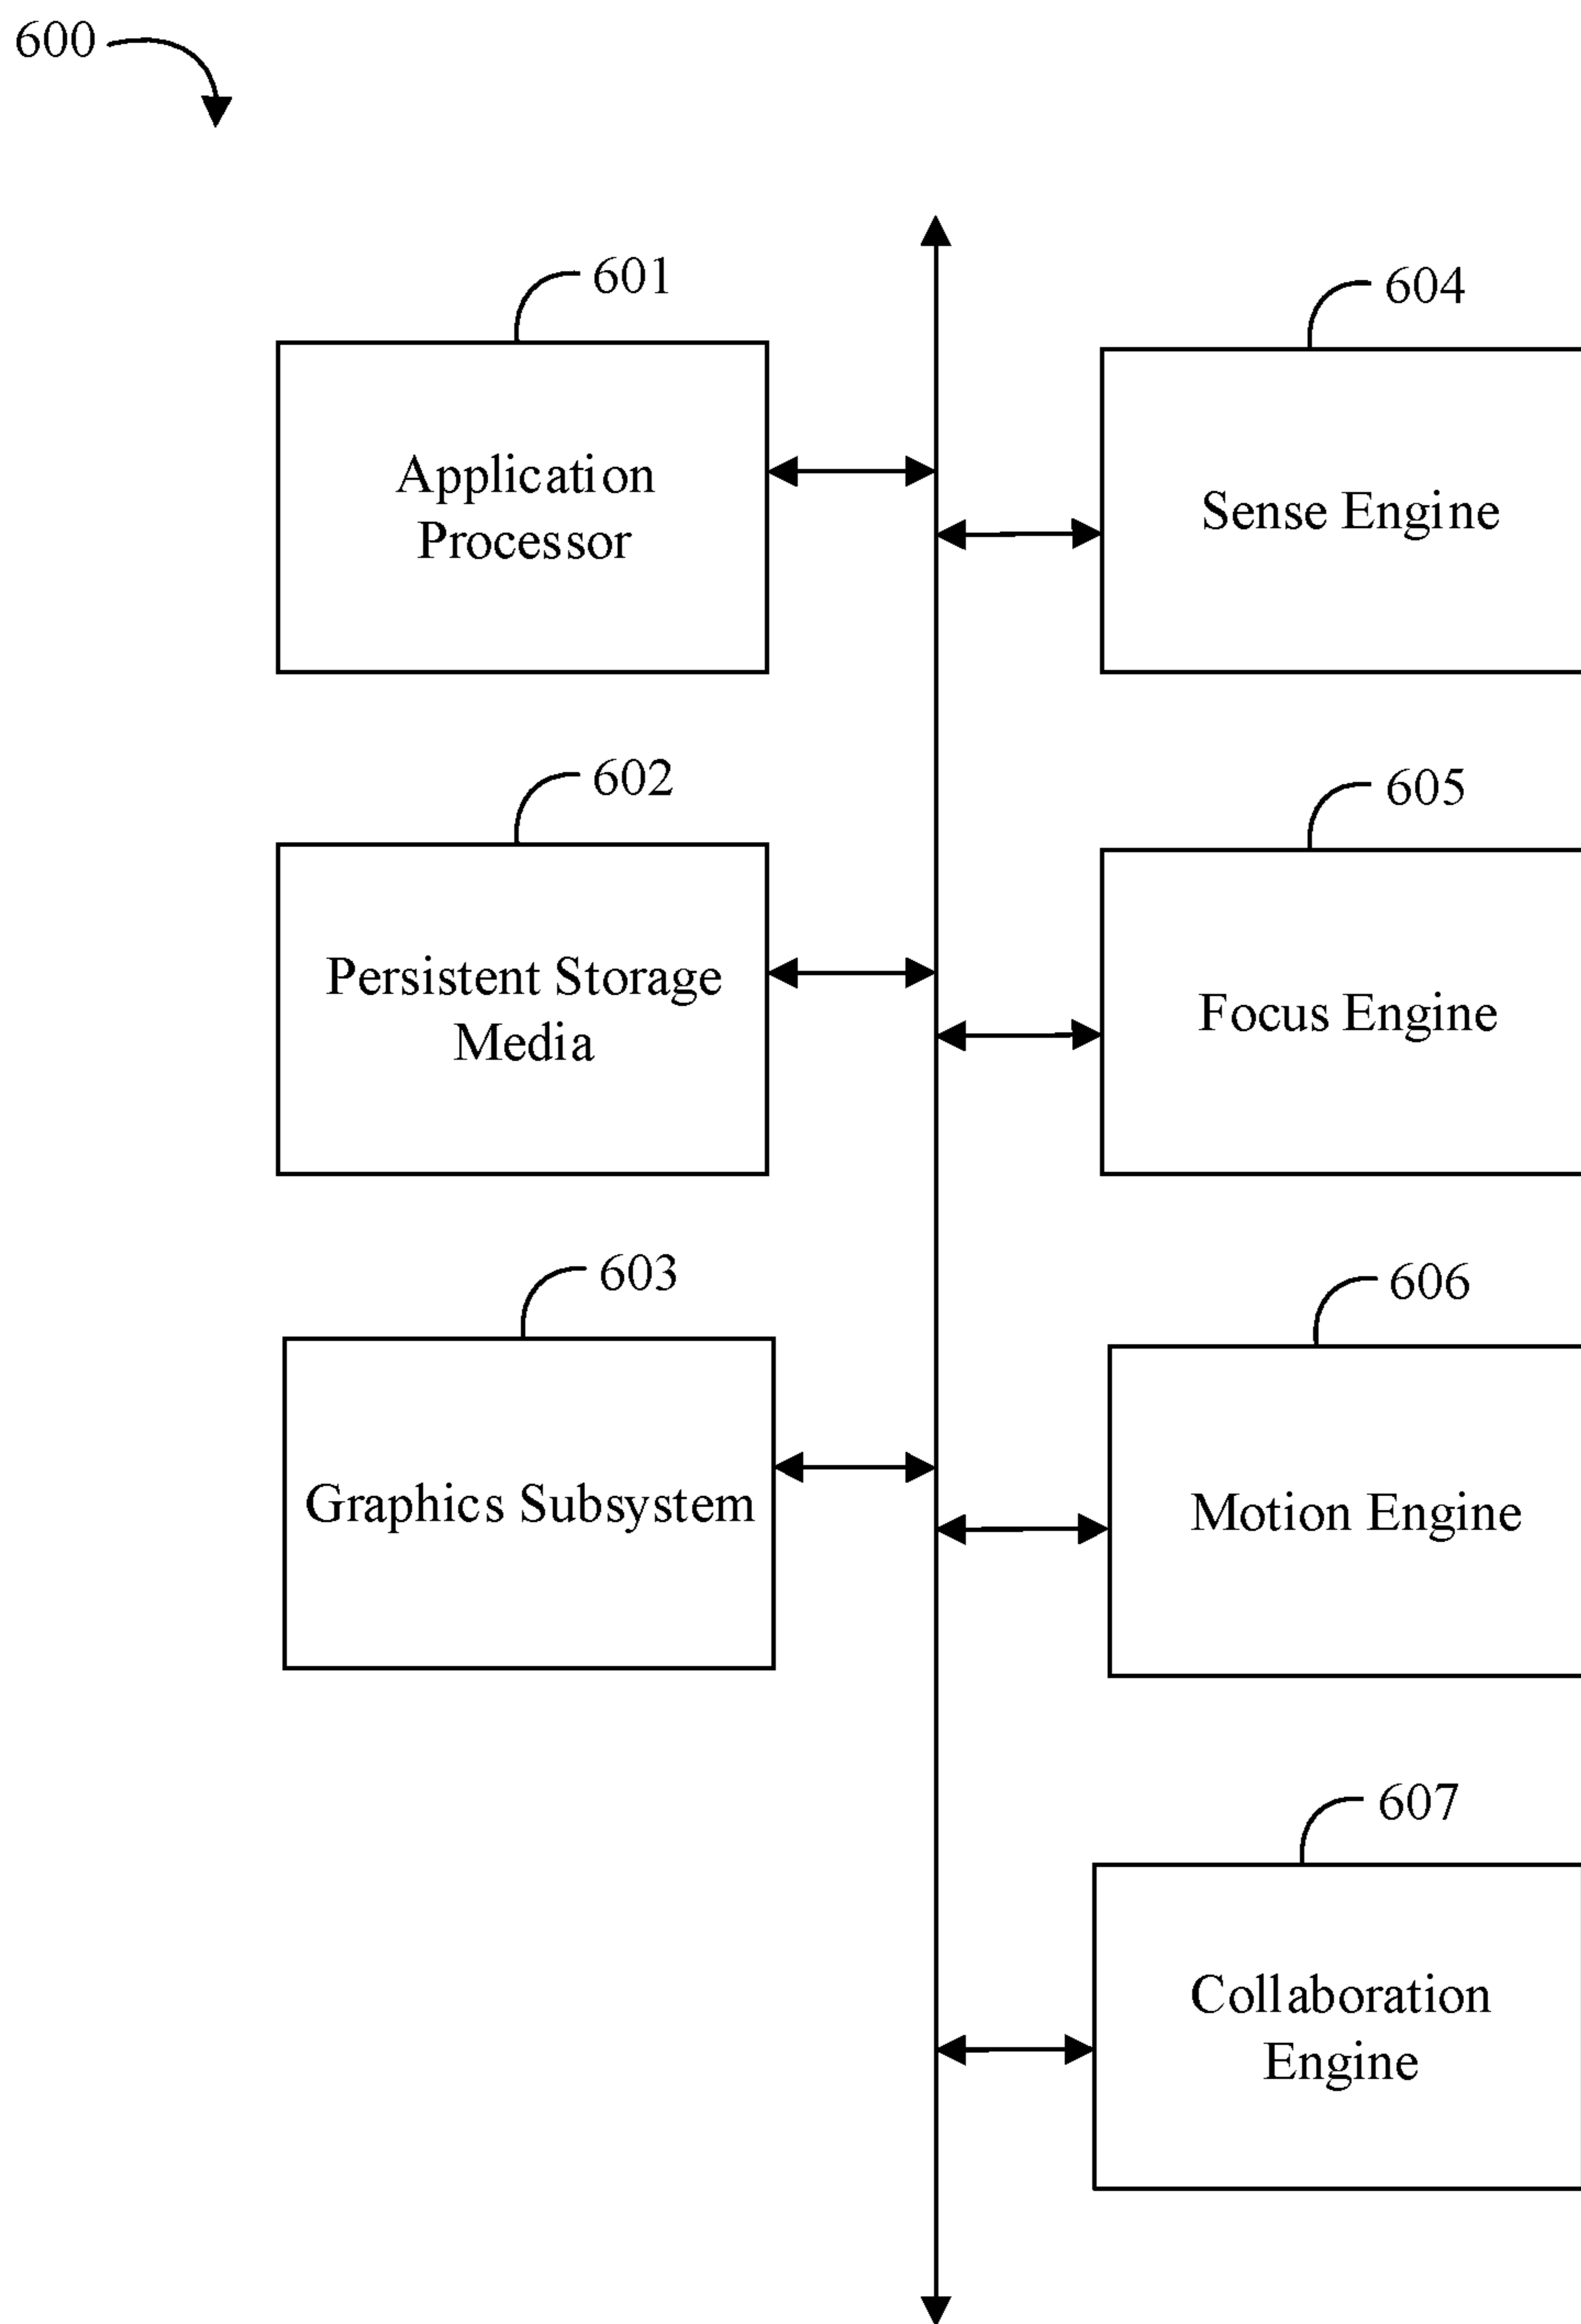 600
601
Application
Processor
602
Persistent Storage
Media
603
Graphics Subsystem
604
Sense Engine
605
Focus Engine
606
Motion Engine
607
Collaboration
Engine